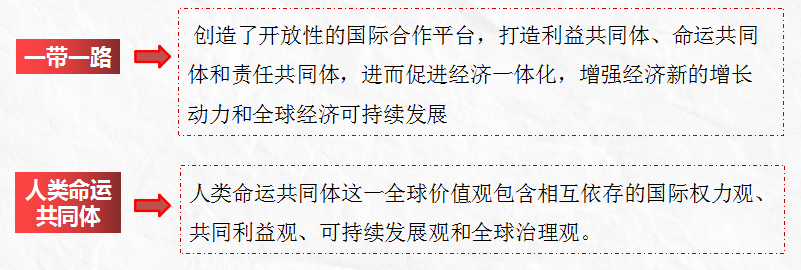 一带一路
创造了开放性的国际合作平台，打造利益共同体、命运共同
体和责任共同体，进而促进经济一体化，增强经济新的增长
动力和全球经济可持续发展
人类命运
共同体
人类命运共同体这一全球价值观包含相互依存的国际权力观、
共同利益观、可持续发展观和全球治理观。